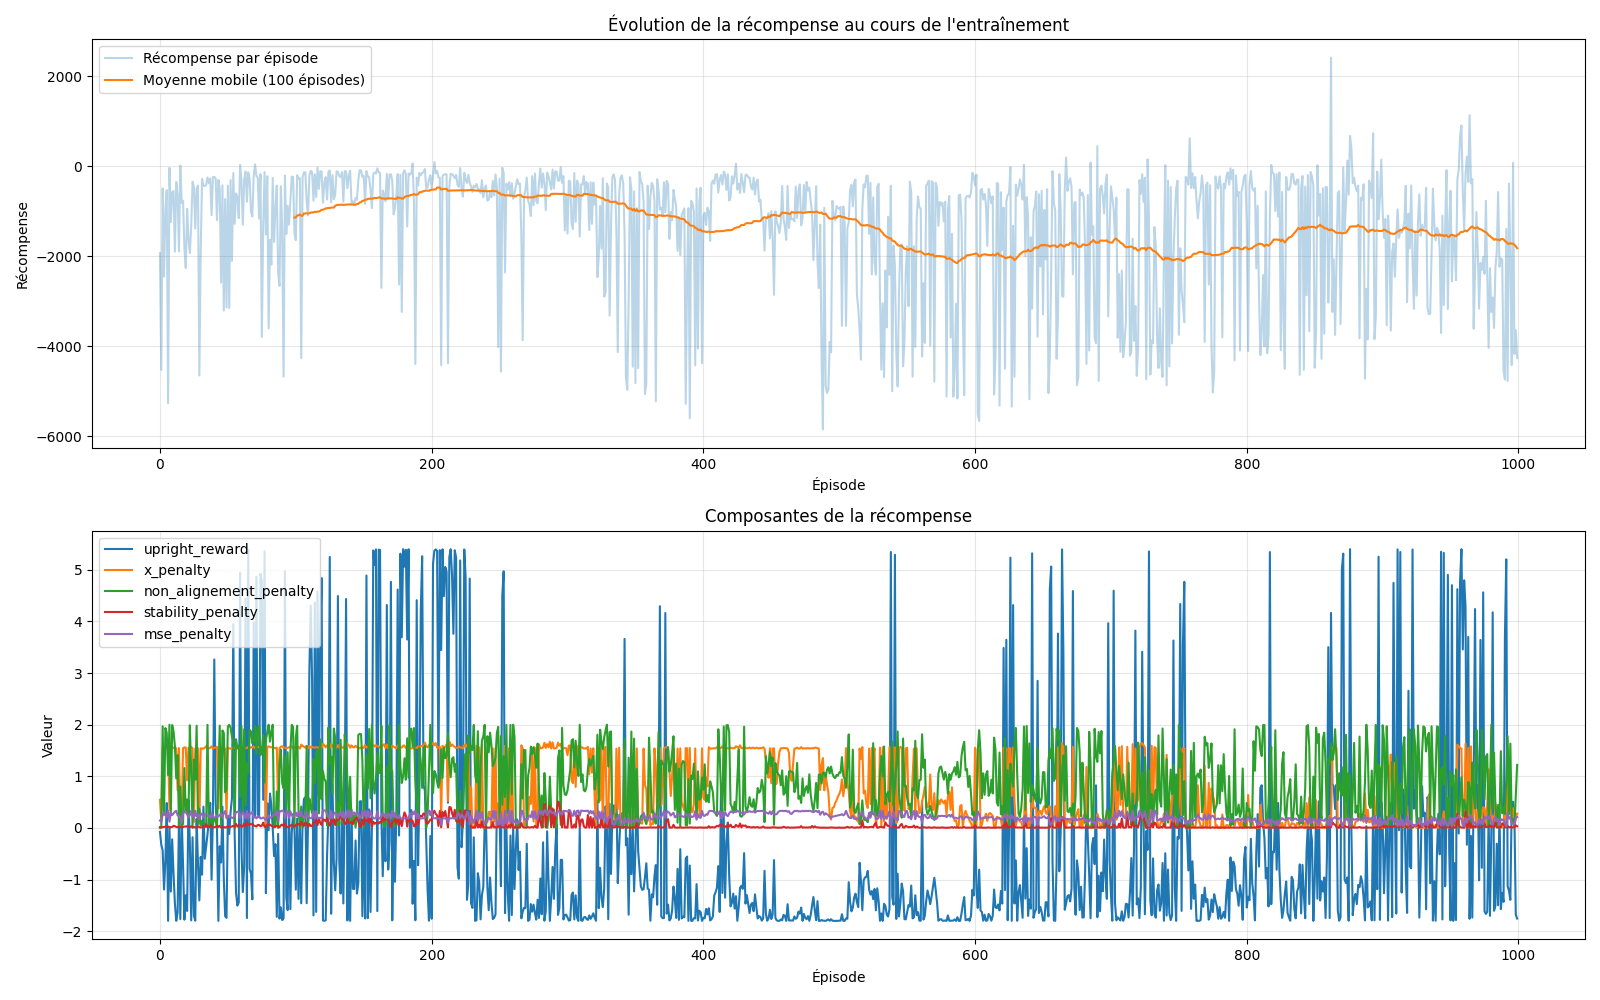 Évolution de la récompense au cours de l'entraînement
Récompense par épisode
Moyenne mobile (100 épisodes)
2000
0
−2000
−4000
−6000
Récompense
0
200
400
600
800
1000
Épisode
Composantes de la récompense
upright_reward
x_penalty
non_alignement_penalty
stability_penalty
mse_penalty
5
4
3
2
1
0
−1
−2
Valeur
0
200
400
600
800
1000
Épisode